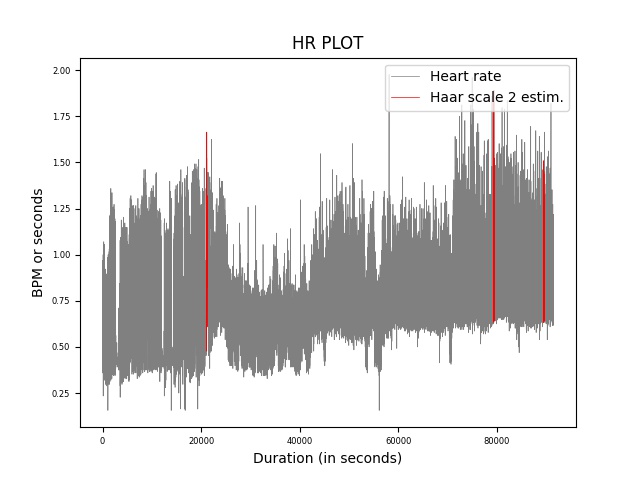 HR PLOT
Heart rate
Haar scale 2 estim.
BPM or seconds
2.00
1.75
1.50
1.25
1.00
0.75
0.50
0.25
0 20000 40000 60000 80000
Duration (in seconds)